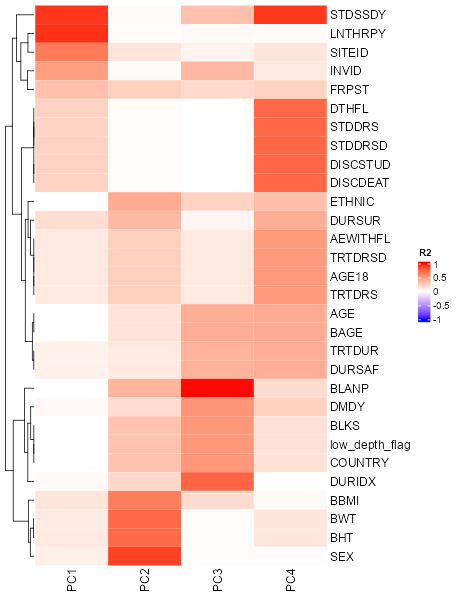 STDSSDY
LNTHRPY
SITEID
INVID
FRPST
DTHFL
STDDRS
STDDRSD
DISCSTUD
DISCDEAT
ETHNIC
DURSUR
AEWITHFL
TRTDRSD
AGE18
TRTDRS
AGE
BAGE
TRTDUR
DURSAF
BLANP
DMDY
BLKS
low_depth_flag
COUNTRY
DURIDX
BBMI
BWT
BHT
SEX
R2
1
0.5
0
-0.5
-1
PC1 PC2 PC3 PC4